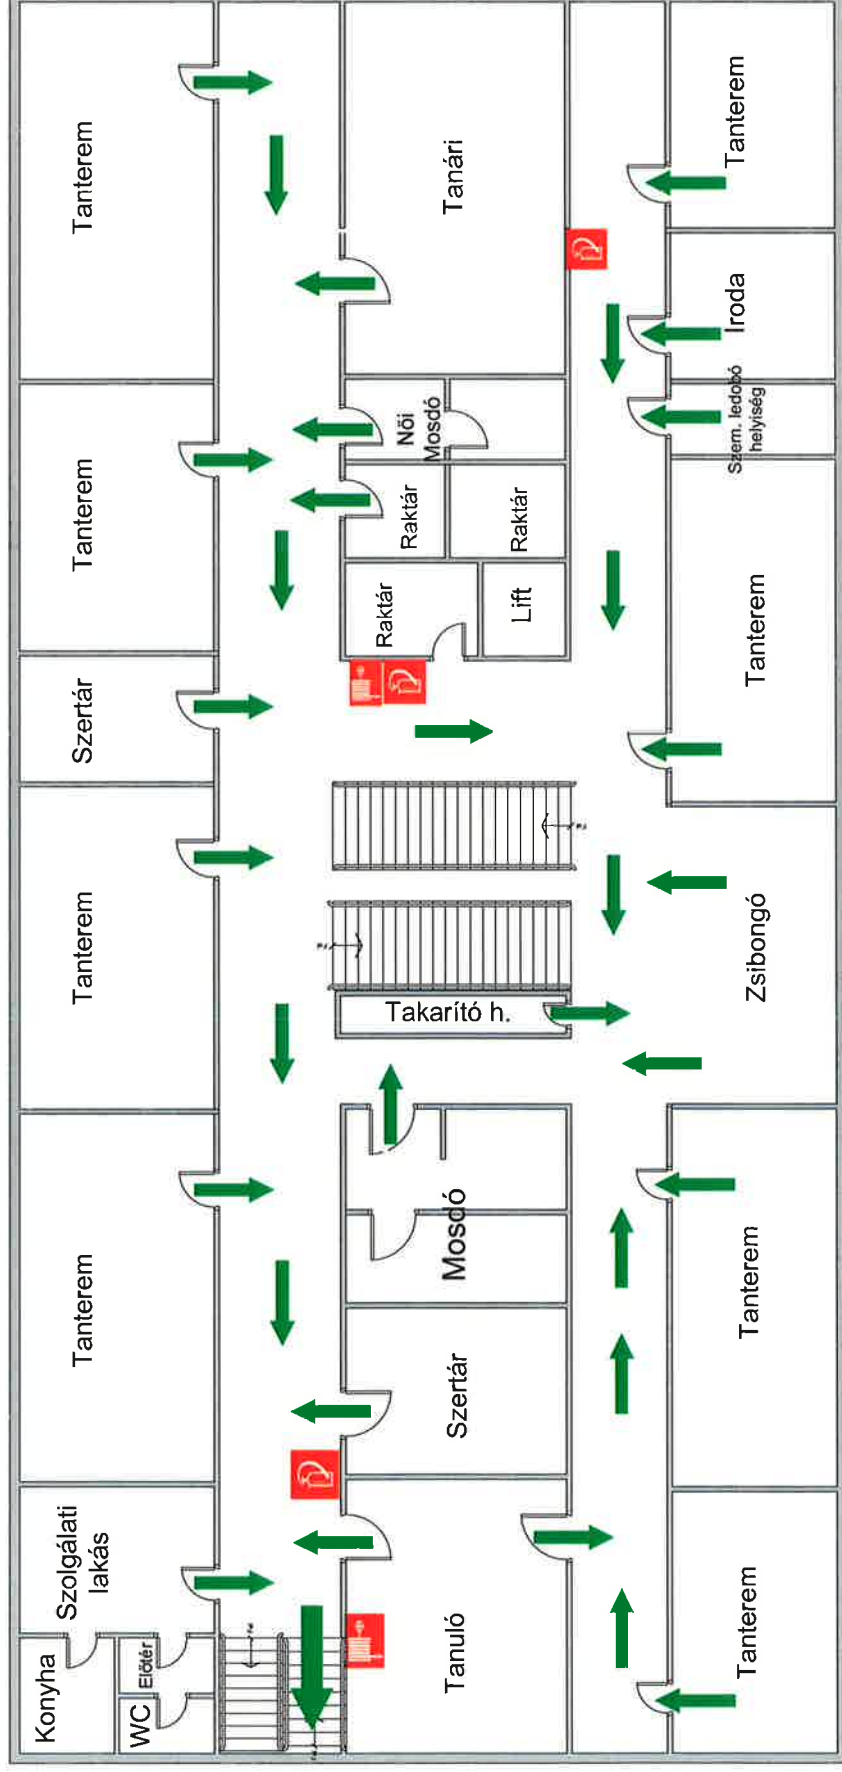 Tanterem
Tanterem
Szertár
Tanterem
Tanterem
Szolgálati
lakás
Konyha
Előtér
WC
Tanári
Női
Mosdó
Raktár
Raktár
Raktár
Lift
Takarító h.
Mosdó
Szertár
Tanuló
Tanterem
Iroda
Szem. ledobó
helyiség
Tanterem
Zsibongó
Tanterem
Tanterem